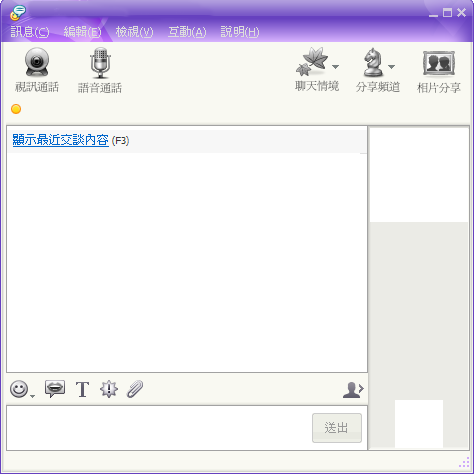 訊息(C) 編輯(E) 檢視(V) 互動(A) 說明(H)
視訊通話 語音通話 聊天情境 分享頻道 相片分享
顯示最近交談內容 (F3)
T
送出